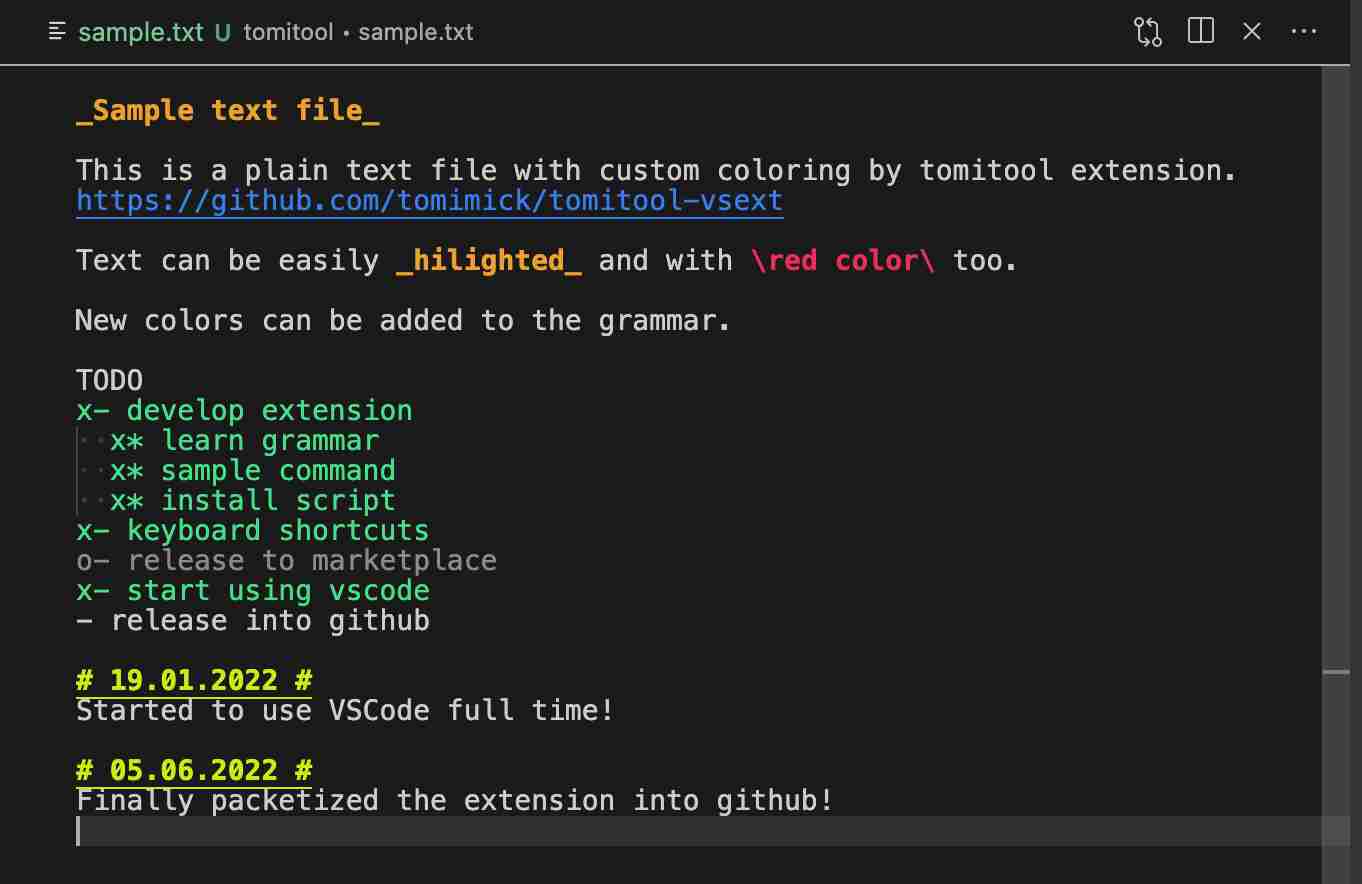 sample.txt U tomitool • sample.txt
_Sample text file_
This is a plain text file with custom coloring by tomitool extension.
https://github.com/tomimick/tomitool-vsext
Text can be easily _hilighted_ and with \red color\ too.
New colors can be added to the grammar.
TODO
x- develop extension
x* learn grammar
x* sample command
x* install script
x- keyboard shortcuts
o- release to marketplace
x- start using vscode
- release into github
# 19.01.2022 #
Started to use VSCode full time!
# 05.06.2022 #
Finally packetized the extension into github!